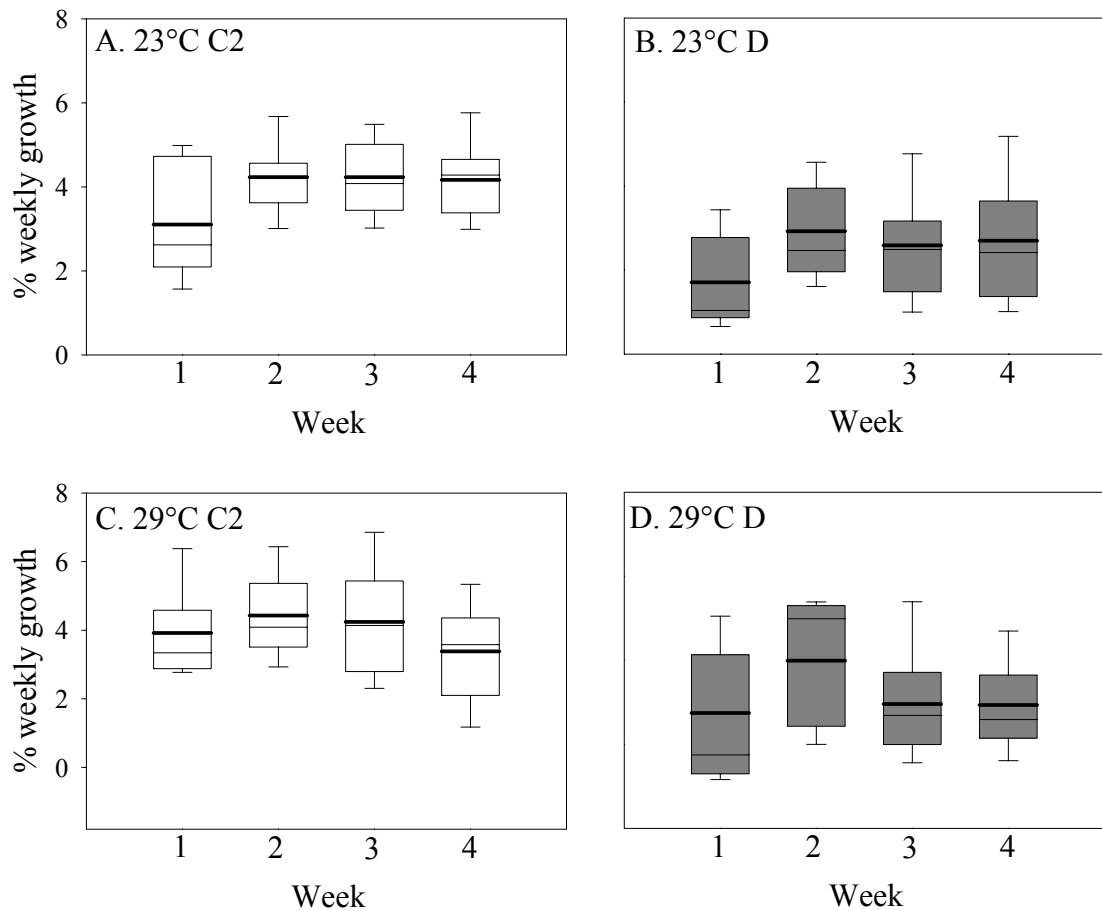 A. 23°C C2
% weekly growth
8
6
4
2
0
1 2 3 4
Week
B. 23°C D
1 2 3 4
Week
C. 29°C C2
% weekly growth
8
6
4
2
0
1 2 3 4
Week
D. 29°C D
1 2 3 4
Week